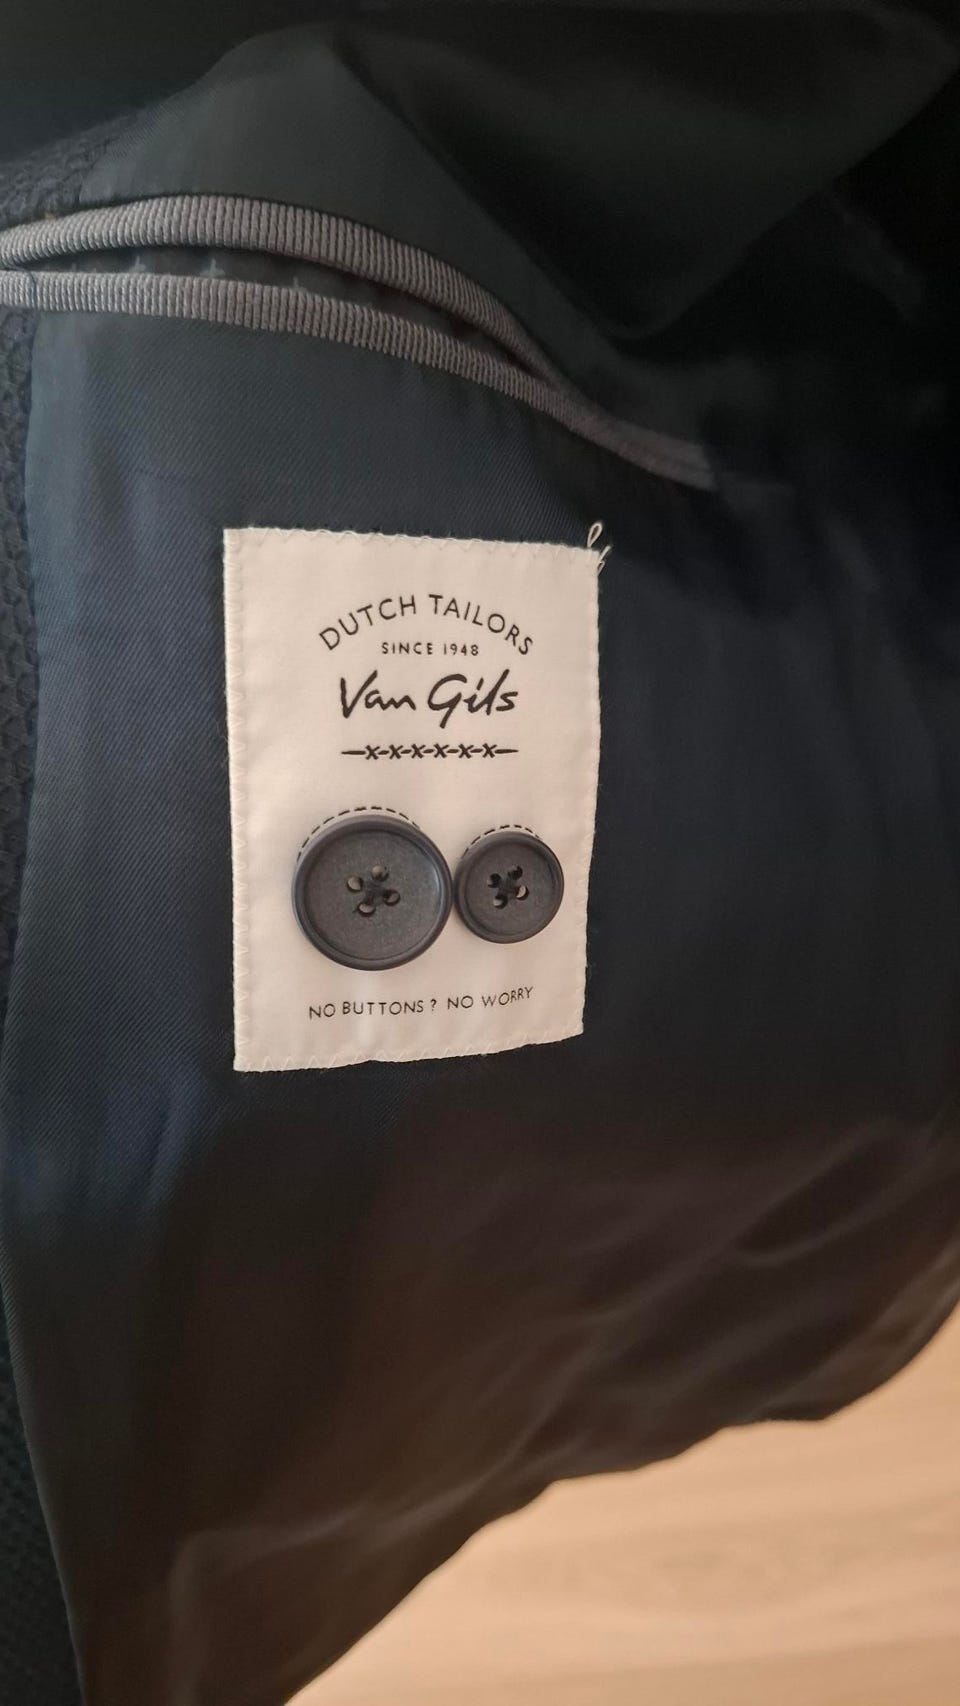 DUTCH TAILORS
SINCE 1948
Van Gils
NO BUTTONS? NO WORRY